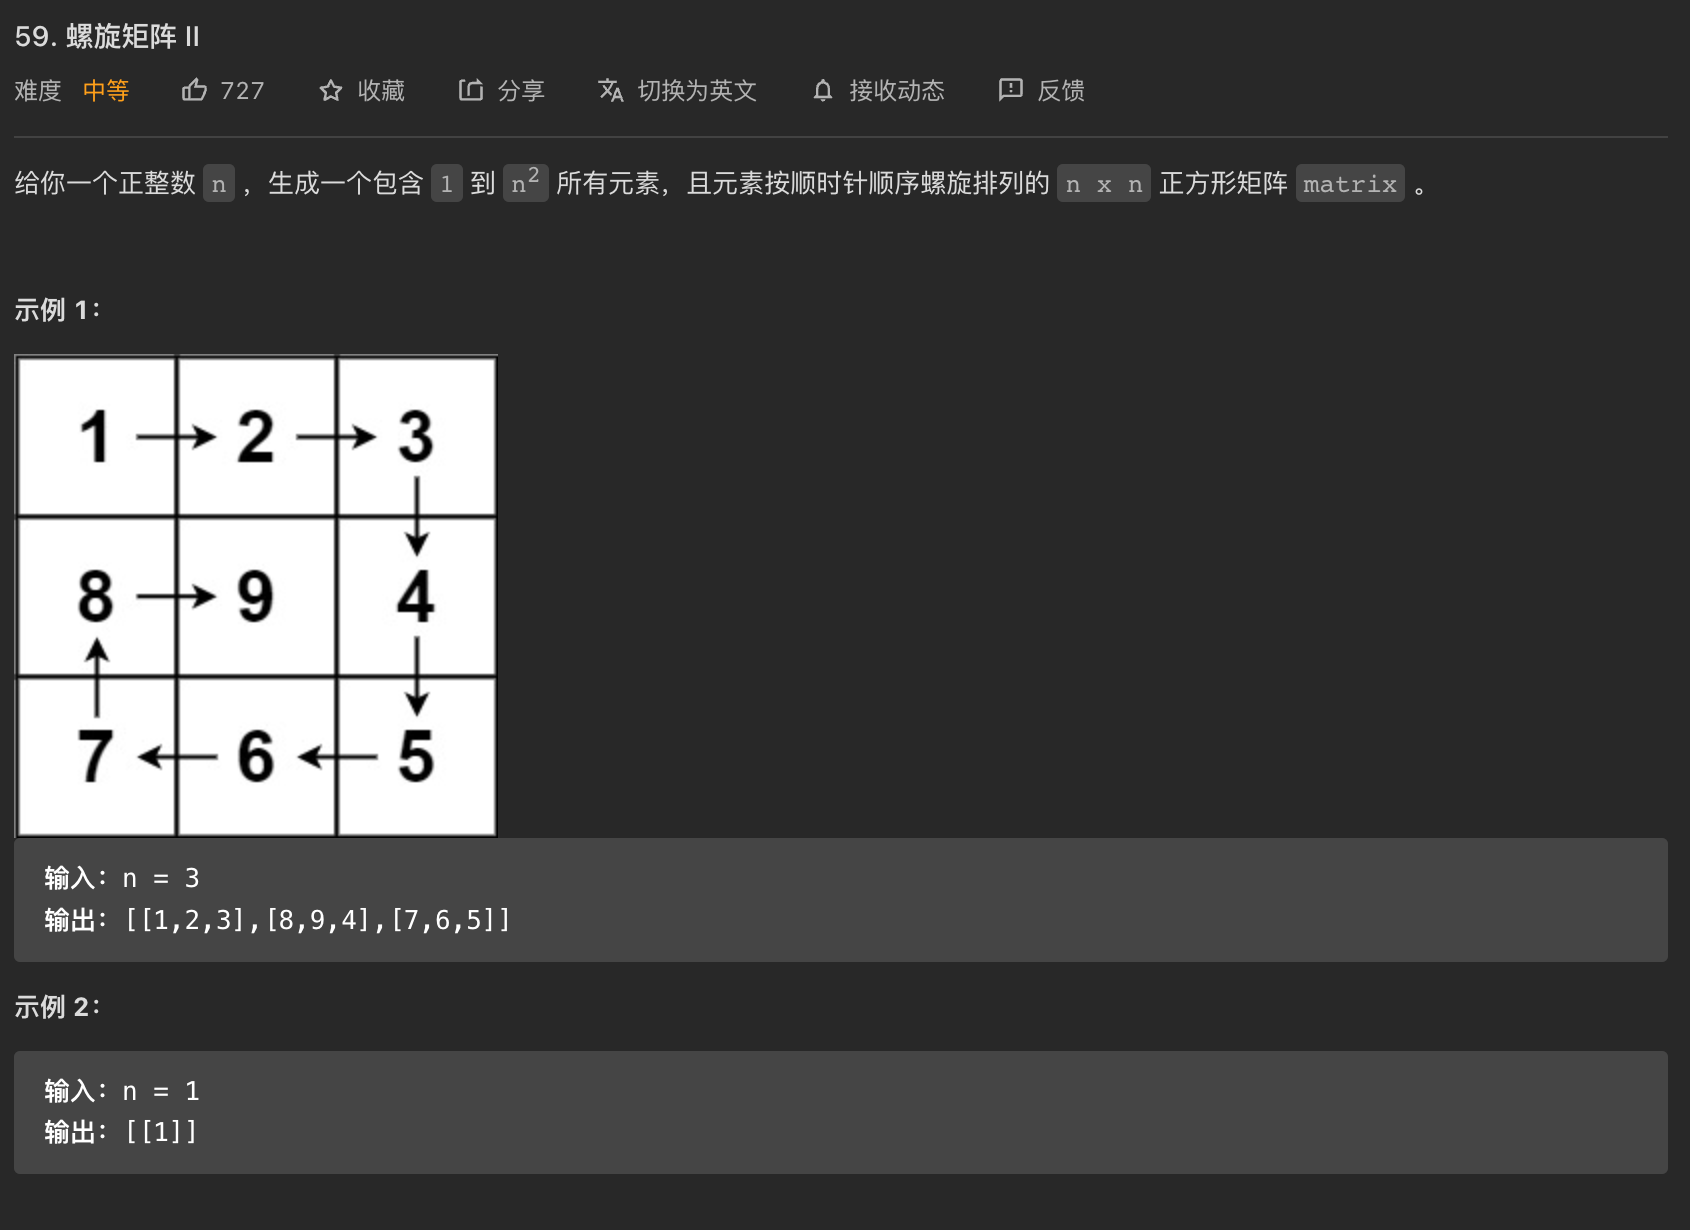 59. 螺旋矩阵 II
难度 中等 727 收藏 分享 切换为英文 接收动态 反馈
给你一个正整数 n ，生成一个包含 1 到 n² 所有元素，且元素按顺时针顺序螺旋排列的 n x n 正方形矩阵 matrix 。
示例 1：
1 2 3
8 9 4
7 6 5
输入：n = 3
输出：[[1,2,3],[8,9,4],[7,6,5]]
示例 2：
输入：n = 1
输出：[[1]]